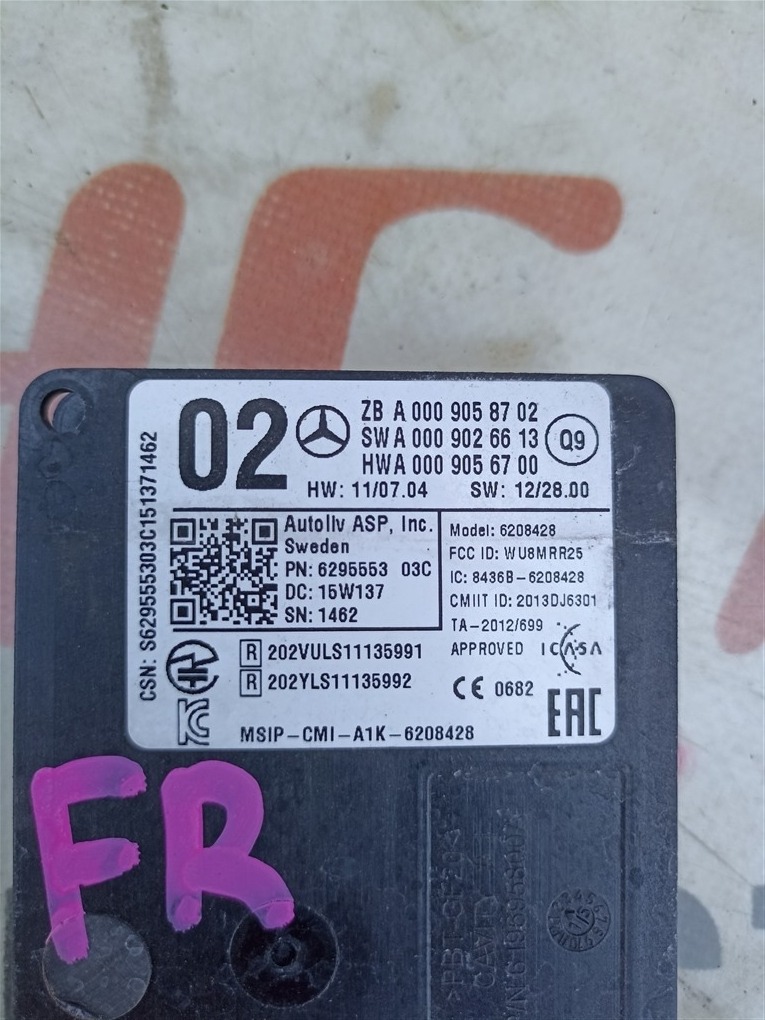 02
ZB A 000 905 87 02
SW A 000 902 66 13
HW A 000 905 67 00
Q9
HW: 11/07.04 SW: 12/28.00
CSN: S629555303C151371462
Autoliv ASP, Inc.
Sweden
PN: 6295553 03C
DC: 15W137
SN: 1462
Model: 6208428
FCC ID: WU8MRR25
IC: 8436B-6208428
CMIIT ID: 2013DJ6301
TA-2012/699
APPROVED ICASA
R 202VULS11135991
R 202YLS11135992
CE 0682
EAC
MSIP-CMI-A1K-6208428
FR
CAVITY